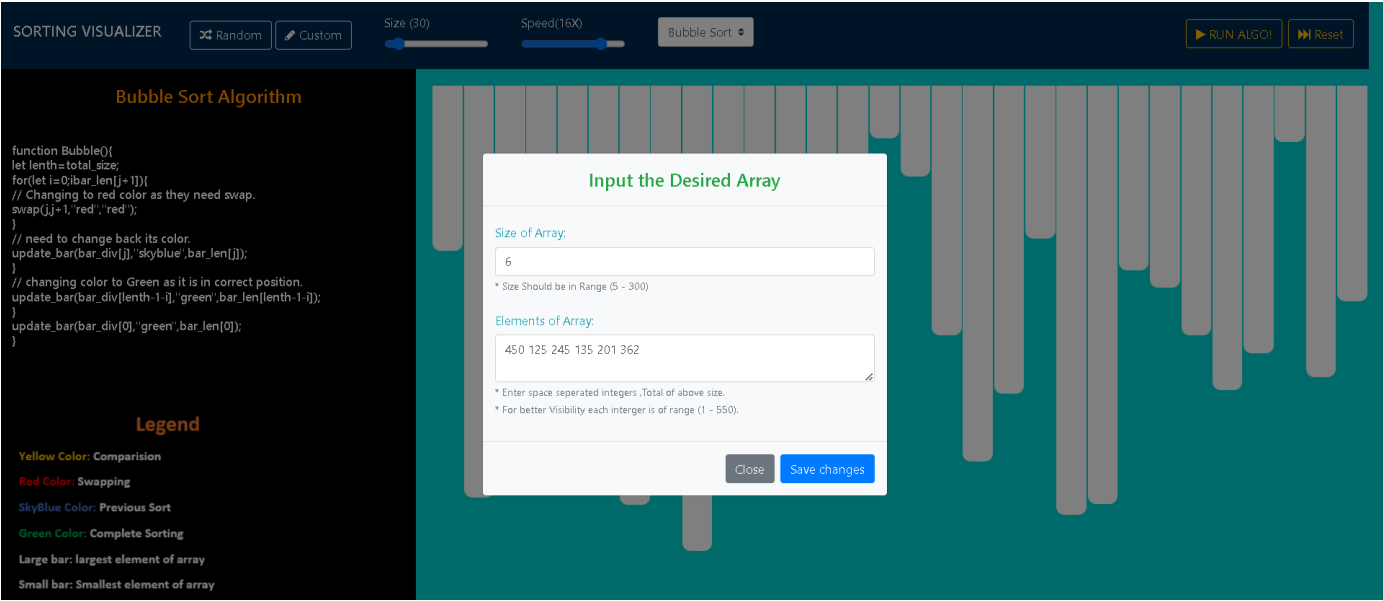 SORTING VISUALIZER
Random
Custom
Size (30)
Speed(16X)
Bubble Sort
RUN ALGO!
Reset
Bubble Sort Algorithm
function Bubble(){
let lenth=total_size;
for(let i=0;ibar_len[j+1]){
// Changing to red color as they need swap.
swap(j,j+1,"red","red");
}
// need to change back its color.
update_bar(bar_div[j],"skyblue",bar_len[j]);
}
// changing color to Green as it is in correct position.
update_bar(bar_div[lenth-1-i],"green",bar_len[lenth-1-i]);
}
update_bar(bar_div[0],"green",bar_len[0]);
}
Legend
Yellow Color: Comparision
Red Color: Swapping
SkyBlue Color: Previous Sort
Green Color: Complete Sorting
Large bar: largest element of array
Small bar: Smallest element of array
Input the Desired Array
Size of Array:
6
* Size Should be in Range (5 - 300)
Elements of Array:
450 125 245 135 201 362
* Enter space seperated integers ,Total of above size.
* For better Visibility each interger is of range (1 - 550).
Close
Save changes